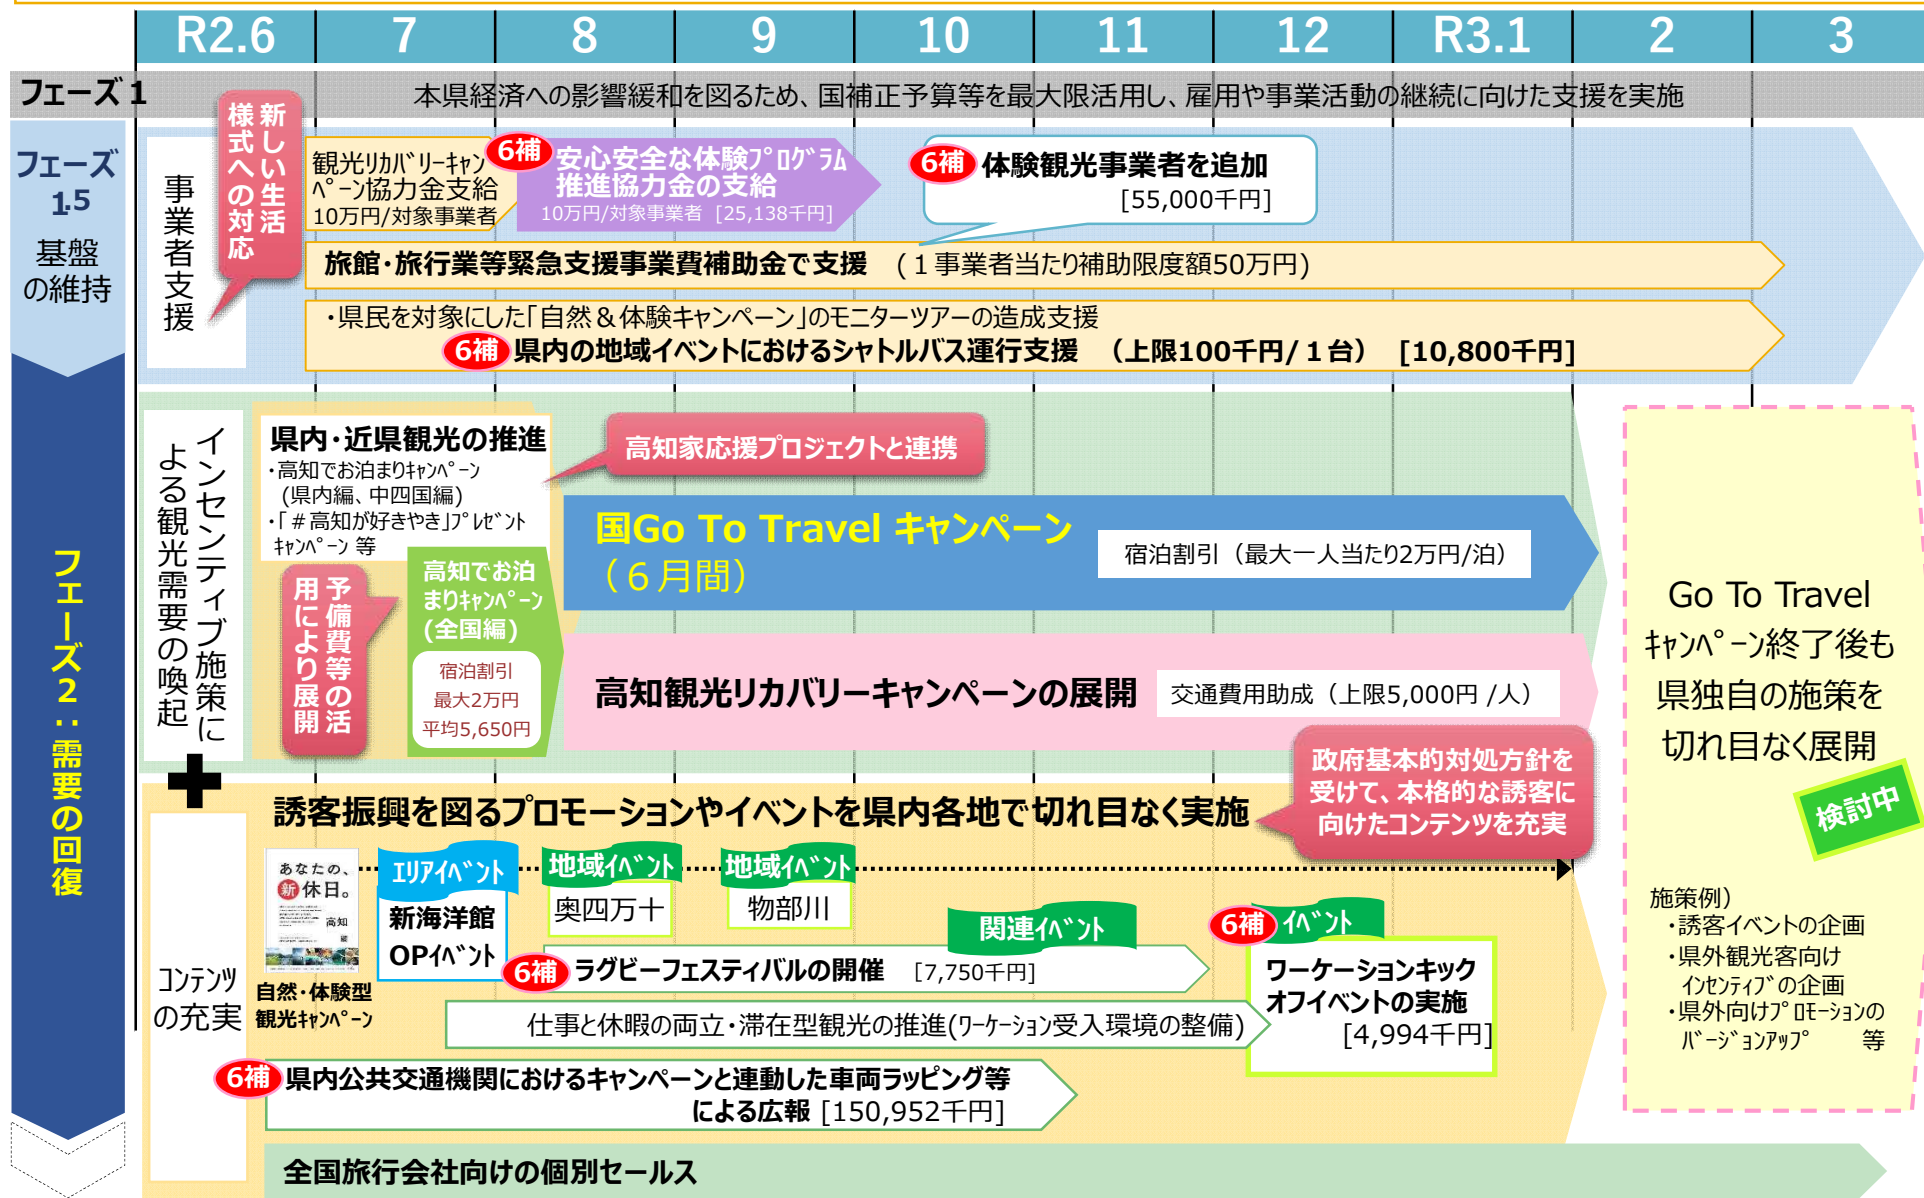 R2.6 7 8 9 10 11 12 R3.1 2 3
フェーズ1
本県経済への影響緩和を図るため、国補正予算等を最大限活用し、雇用や事業活動の継続に向けた支援を実施
フェーズ
1.5
基盤
の維持
事業者支援
新しい生活
様式への対応
観光ﾘｶﾊﾞﾘｰｷｬﾝ
ﾍﾟｰﾝ協力金支給
10万円/対象事業者
6補
安心安全な体験ﾌﾟﾛｸﾞﾗﾑ
推進協力金の支給
10万円/対象事業者 [25,138千円]
6補 体験観光事業者を追加
[55,000千円]
旅館・旅行業等緊急支援事業費補助金で支援 (１事業者当たり補助限度額50万円)
・県民を対象にした「自然＆体験キャンペーン」のモニターツアーの造成支援
6補 県内の地域イベントにおけるシャトルバス運行支援 （上限100千円/１台） [10,800千円]
フェーズ２：需要の回復
インセンティブ施策に
よる観光需要の喚起
県内・近県観光の推進
・高知でお泊まりｷｬﾝﾍﾟｰﾝ
(県内編、中四国編)
・「＃高知が好きやき」ﾌﾟﾚｾﾞﾝﾄ
ｷｬﾝﾍﾟｰﾝ 等
高知家応援プロジェクトと連携
予備費等の活
用により展開
高知でお泊
まりｷｬﾝﾍﾟｰﾝ
(全国編)
宿泊割引
最大2万円
平均5,650円
国Go To Travel キャンペーン
（６月間）
宿泊割引（最大一人当たり2万円/泊）
高知観光リカバリーキャンペーンの展開
交通費用助成（上限5,000円 /人）
Go To Travel
ｷｬﾝﾍﾟｰﾝ終了後も
県独自の施策を
切れ目なく展開
検討中
施策例）
・誘客イベントの企画
・県外観光客向け
ｲﾝｾﾝﾃｨﾌﾞの企画
・県外向けﾌﾟﾛﾓｰｼｮﾝの
ﾊﾞｰｼﾞｮﾝｱｯﾌﾟ 等
政府基本的対処方針を
受けて、本格的な誘客に
向けたコンテンツを充実
＋
ｺﾝﾃﾝﾂ
の充実
誘客振興を図るプロモーションやイベントを県内各地で切れ目なく実施
あなたの、
新休日。
高知
自然・体験型
観光ｷｬﾝﾍﾟｰﾝ
ｴﾘｱｲﾍﾞﾝﾄ
新海洋館
OPｲﾍﾞﾝﾄ
地域ｲﾍﾞﾝﾄ
奥四万十
地域ｲﾍﾞﾝﾄ
物部川
関連ｲﾍﾞﾝﾄ
6補 ラグビーフェスティバルの開催 [7,750千円]
6補 ｲﾍﾞﾝﾄ
ワーケーションキック
オフイベントの実施
[4,994千円]
仕事と休暇の両立・滞在型観光の推進(ﾜｰｹｰｼｮﾝ受入環境の整備)
6補 県内公共交通機関におけるキャンペーンと連動した車両ラッピング等
による広報 [150,952千円]
全国旅行会社向けの個別セールス